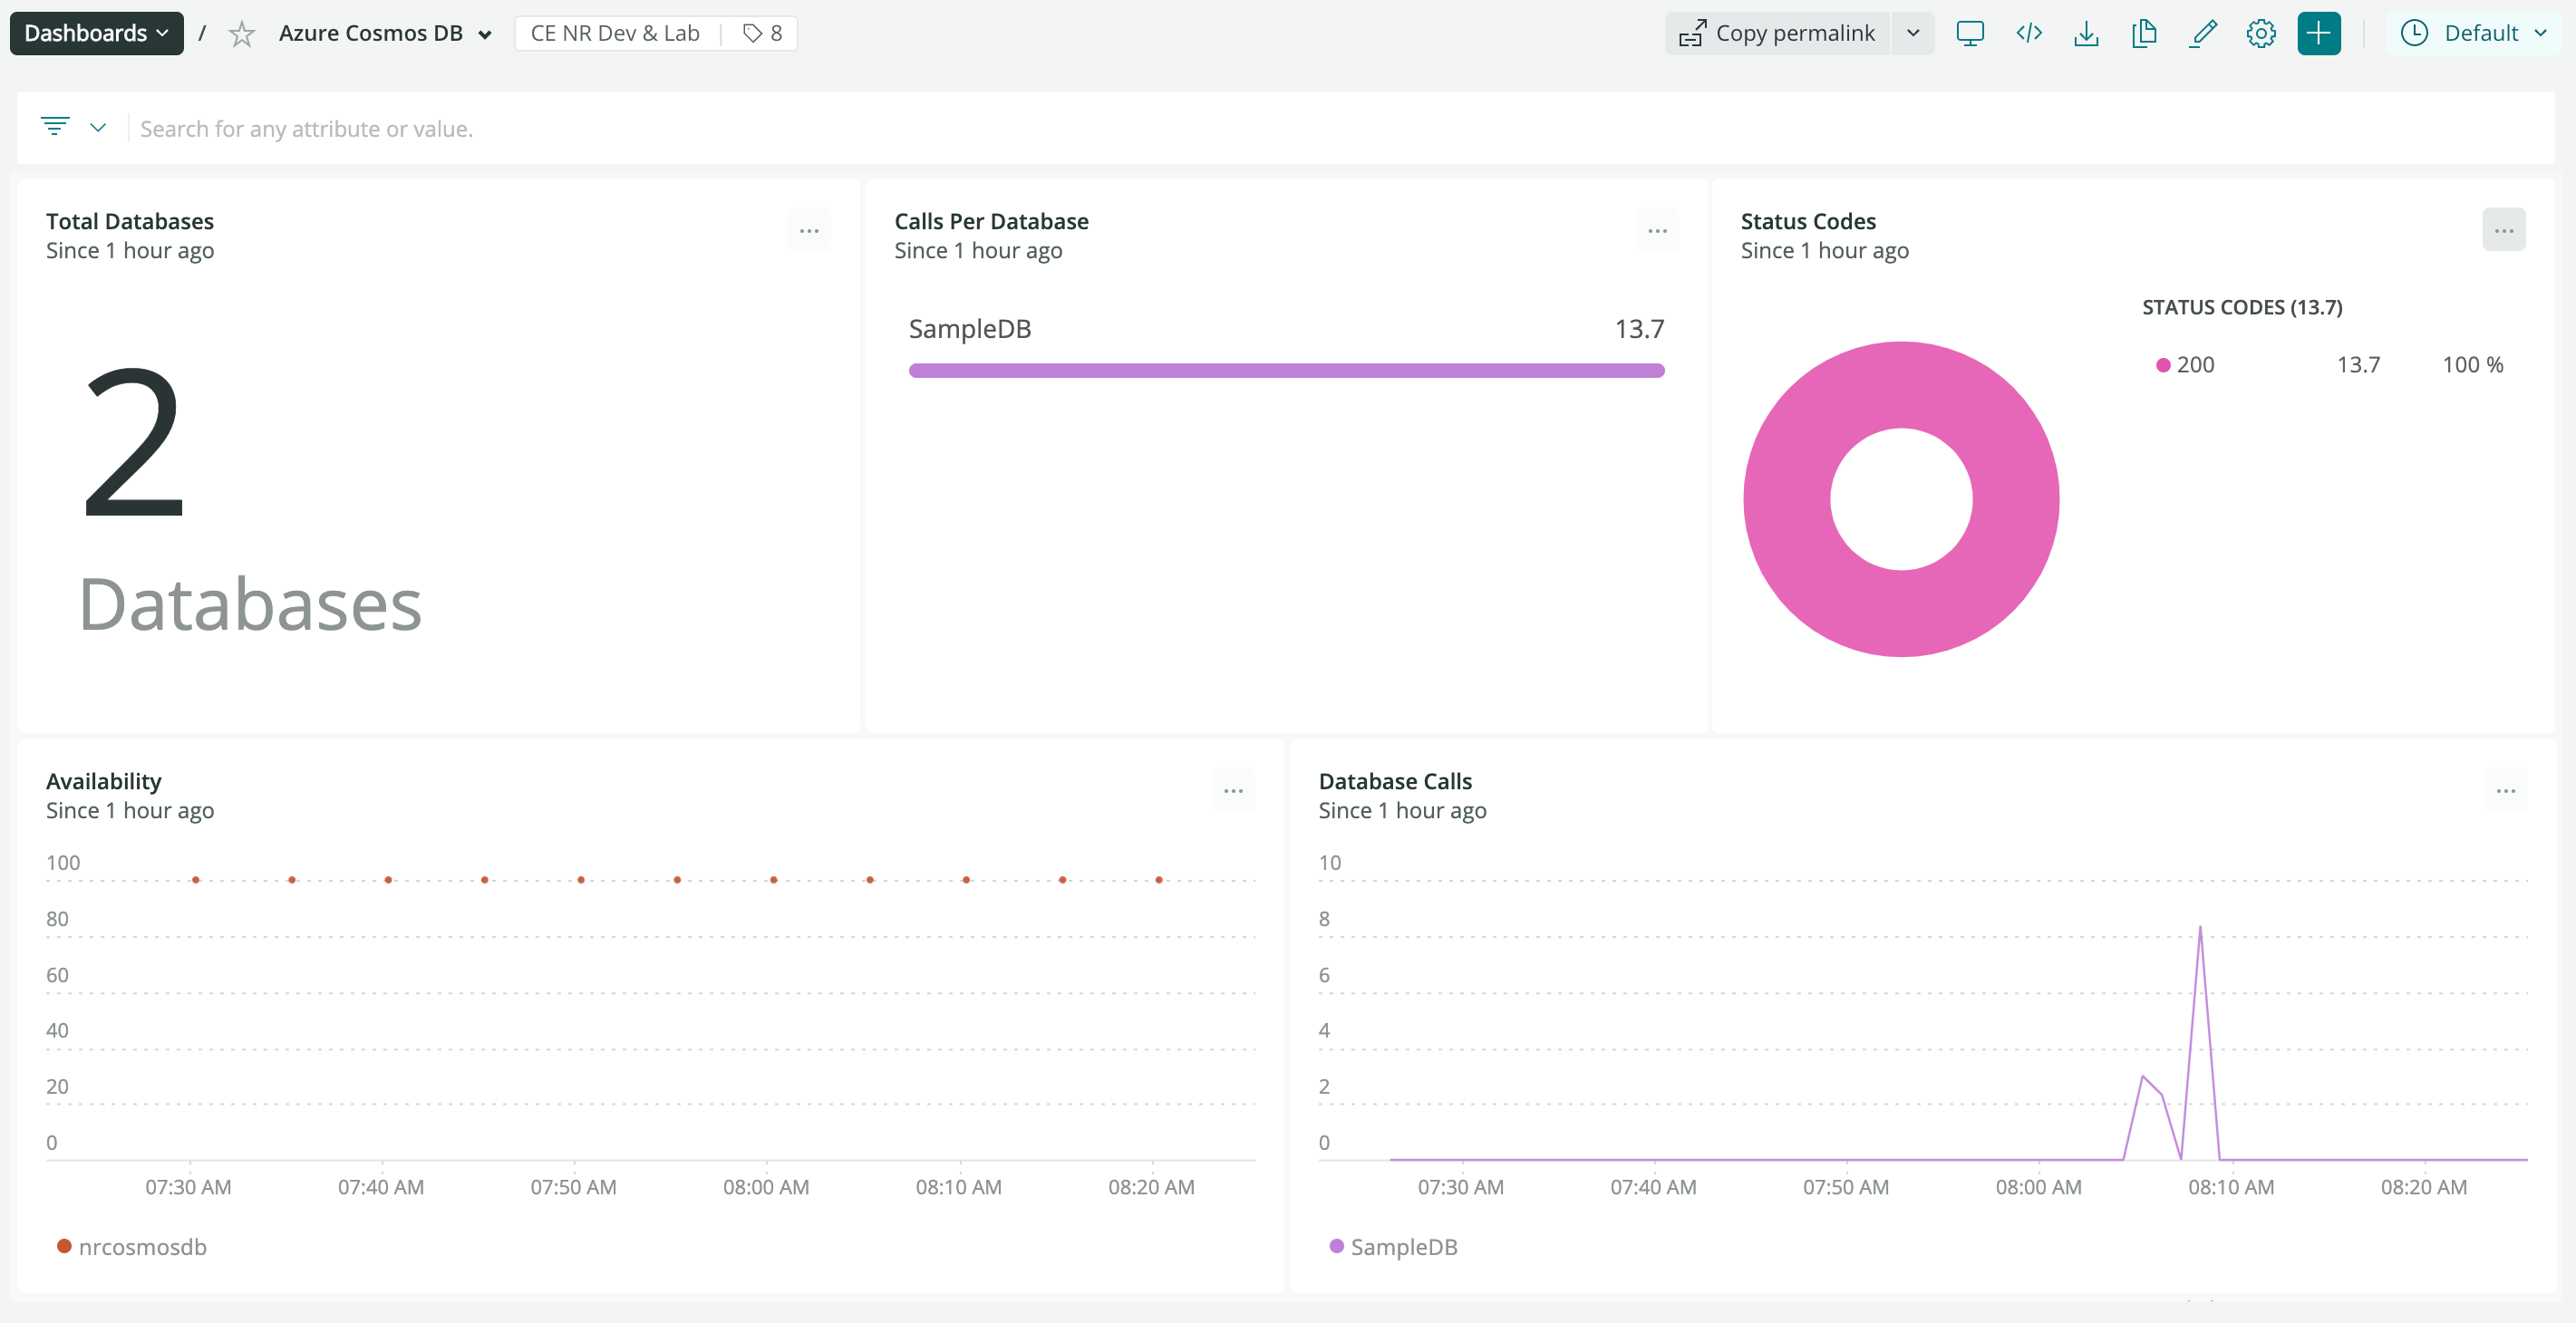 Dashboards / Azure Cosmos DB CE NR Dev & Lab 8 Copy permalink Default
Search for any attribute or value.
Total Databases
Since 1 hour ago
2
Databases
Calls Per Database
Since 1 hour ago
SampleDB 13.7
Status Codes
Since 1 hour ago
STATUS CODES (13.7)
200 13.7 100 %
Availability
Since 1 hour ago
100
80
60
40
20
0
07:30 AM 07:40 AM 07:50 AM 08:00 AM 08:10 AM 08:20 AM
nrcosmosdb
Database Calls
Since 1 hour ago
10
8
6
4
2
0
07:30 AM 07:40 AM 07:50 AM 08:00 AM 08:10 AM 08:20 AM
SampleDB